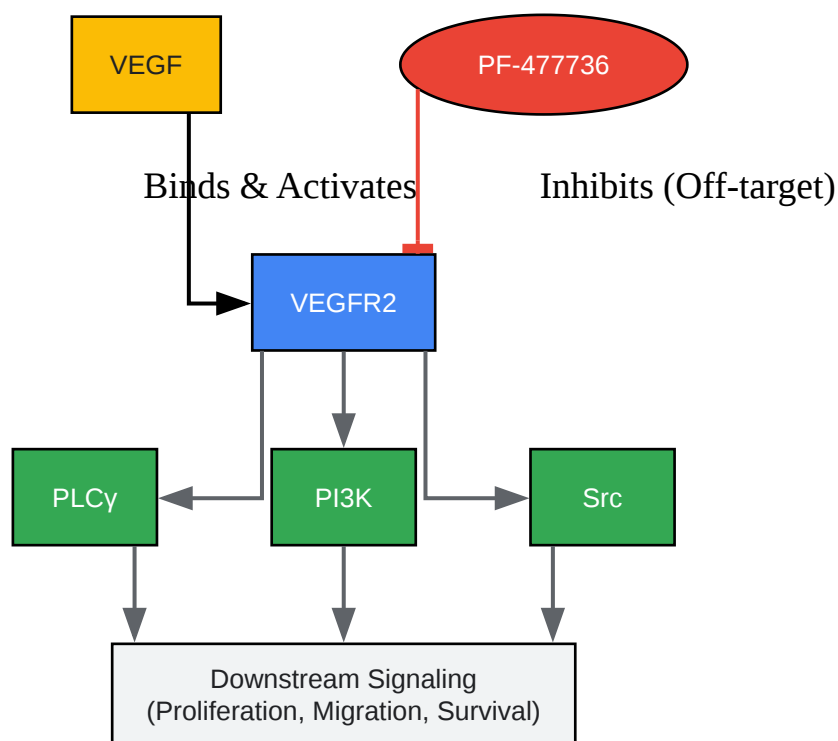 VEGF
PF-477736
Binds & Activates
Inhibits (Off-target)
VEGFR2
PLCγ
PI3K
Src
Downstream Signaling
(Proliferation, Migration, Survival)